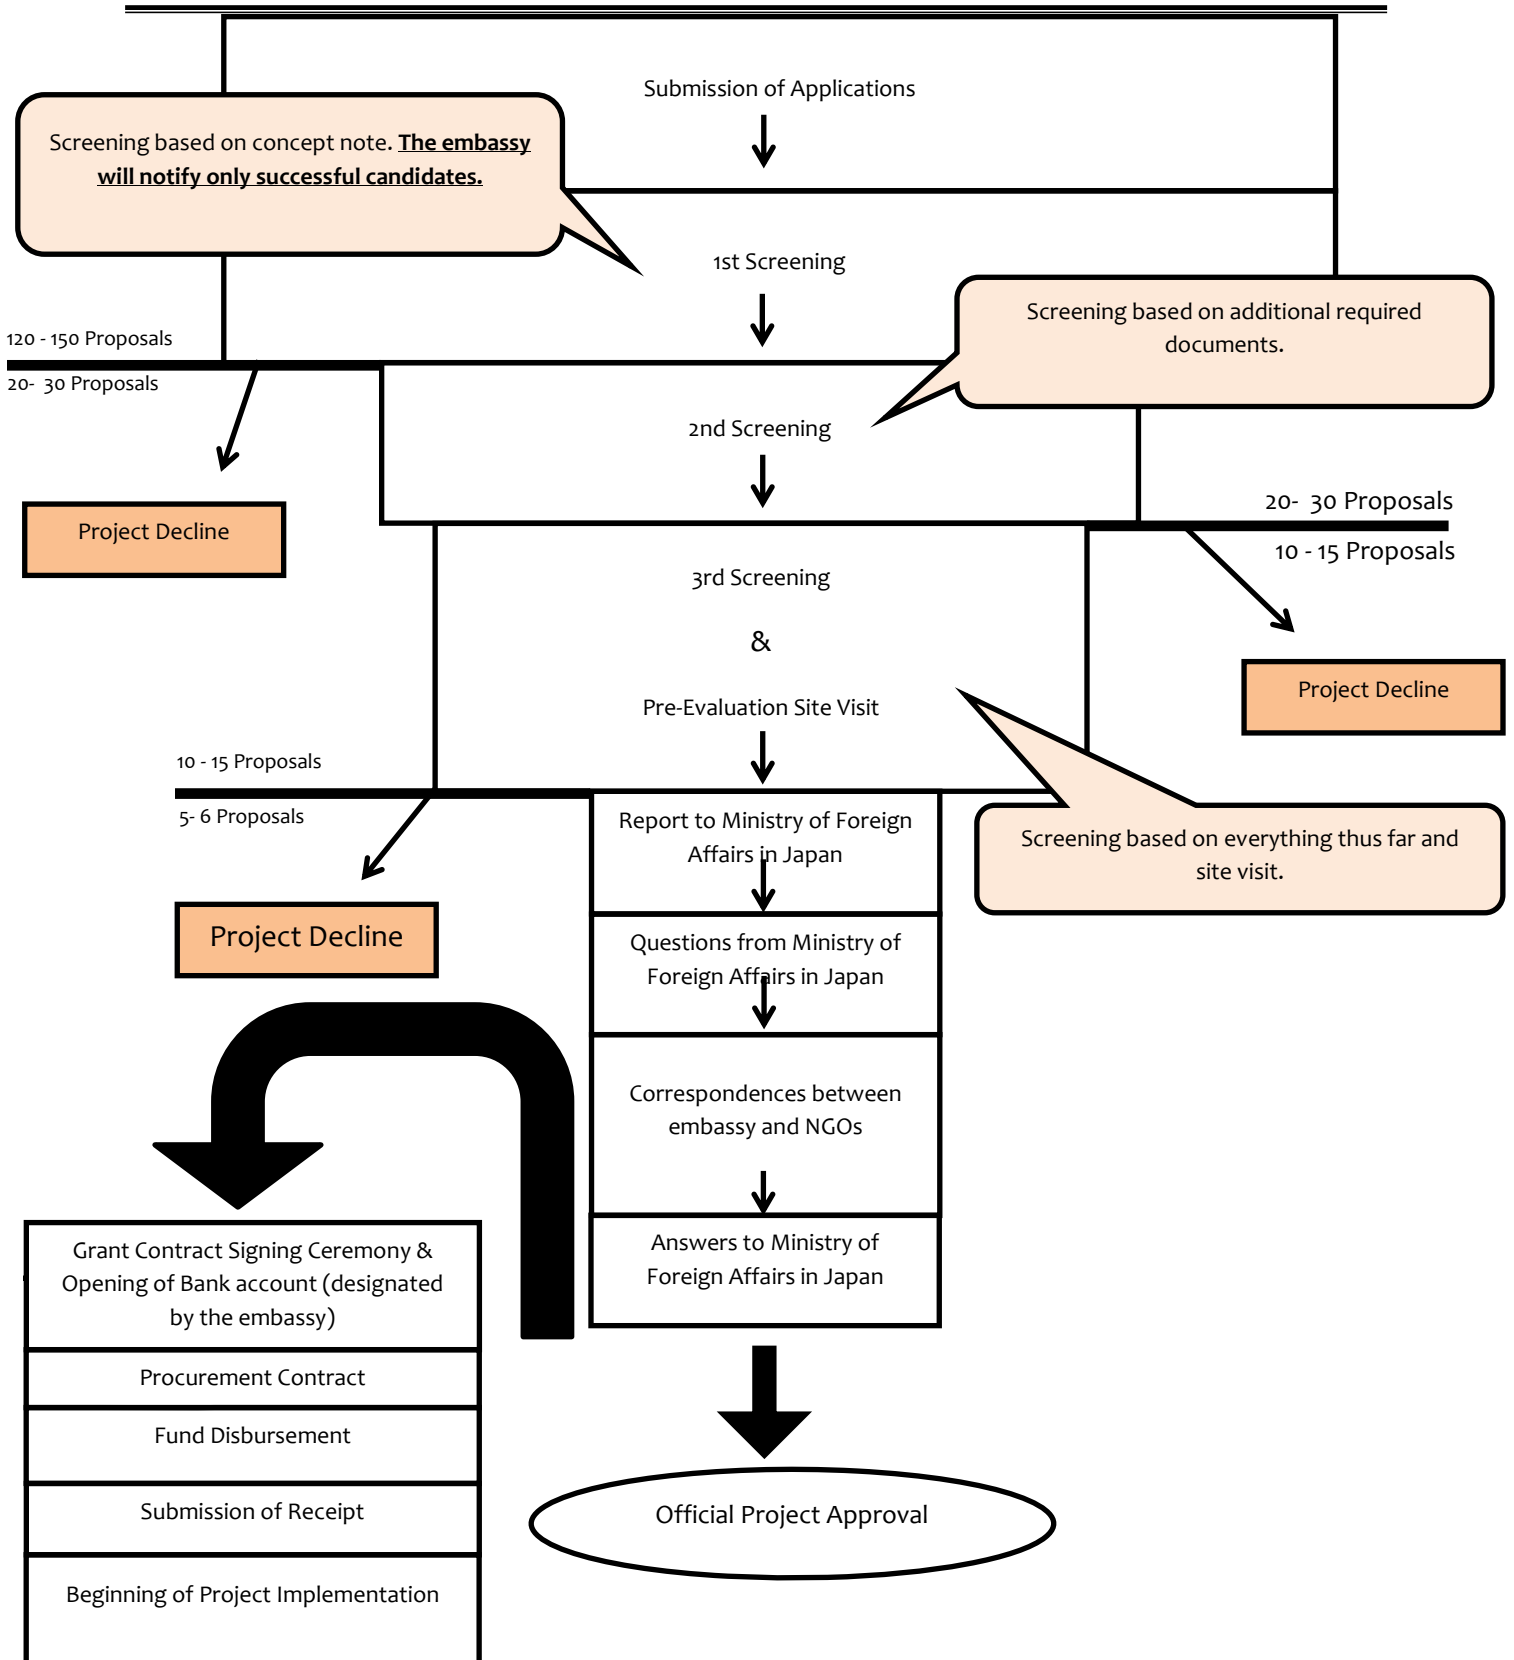 Submission of Applications
Screening based on concept note. The embassy
will notify only successful candidates.
1st Screening
Screening based on additional required
documents.
120 - 150 Proposals
20-  30 Proposals
2nd Screening
Project Decline
20-  30 Proposals
10 - 15 Proposals
3rd Screening
&
Pre-Evaluation Site Visit
Project Decline
10 - 15 Proposals
5- 6 Proposals
Report to Ministry of Foreign
Affairs in Japan
Screening based on everything thus far and
site visit.
Project Decline
Questions from Ministry of
Foreign Affairs in Japan
Correspondences between
embassy and NGOs
Answers to Ministry of
Foreign Affairs in Japan
Grant Contract Signing Ceremony &
Opening of Bank account (designated
by the embassy)
Procurement Contract
Fund Disbursement
Submission of Receipt
Official Project Approval
Beginning of Project Implementation